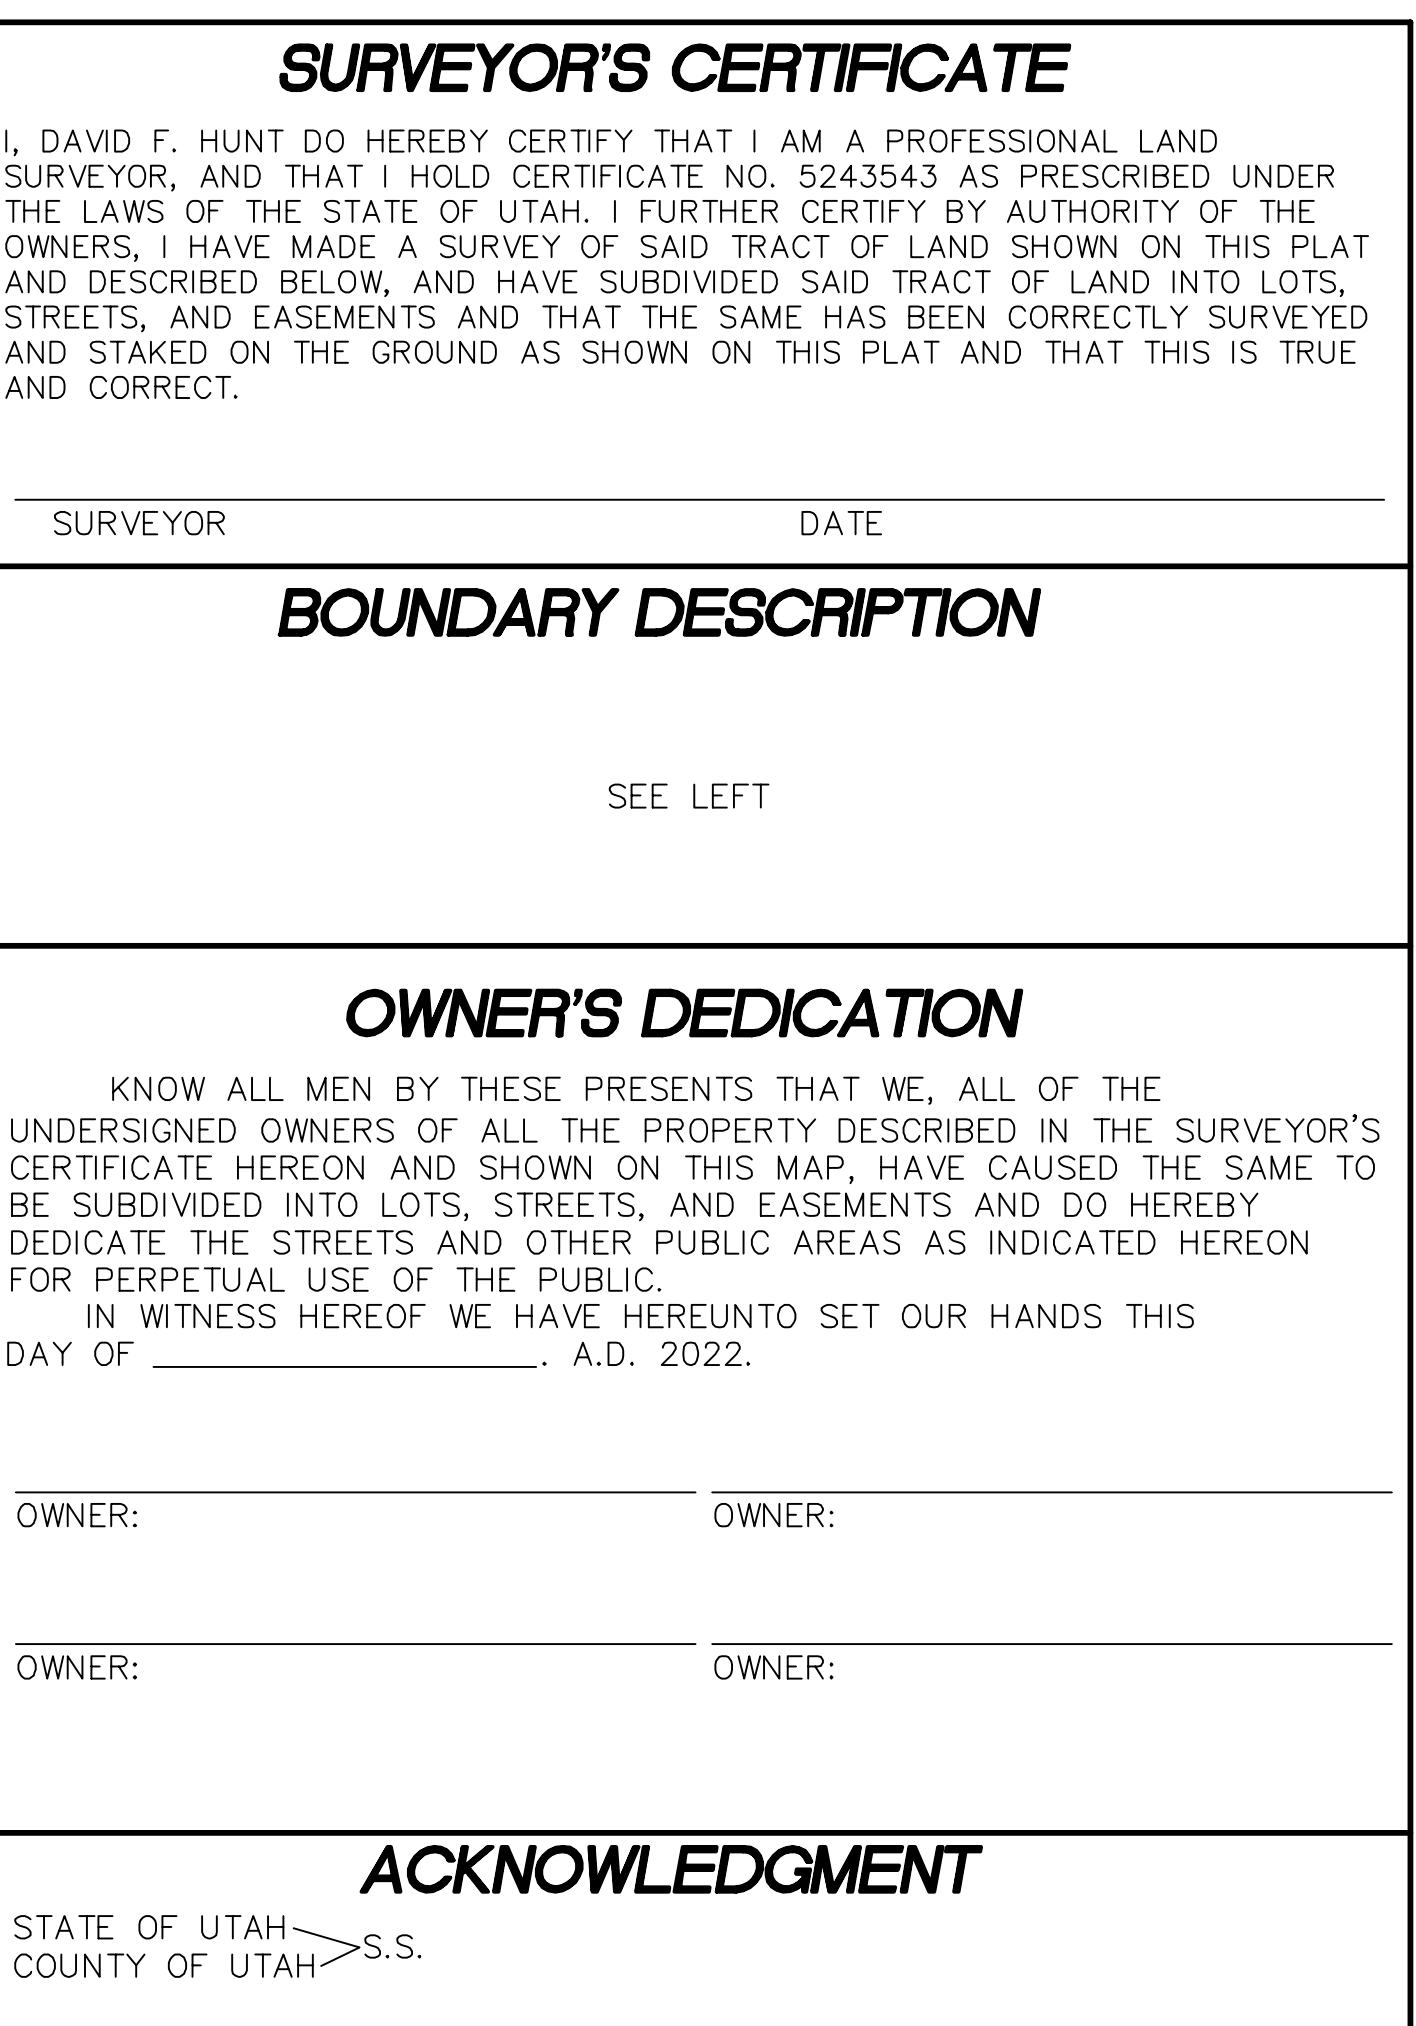 SURVEYOR'S CERTIFICATE
I, DAVID F. HUNT DO HEREBY CERTIFY THAT I AM A PROFESSIONAL LAND
SURVEYOR, AND THAT I HOLD CERTIFICATE NO. 5243543 AS PRESCRIBED UNDER
THE LAWS OF THE STATE OF UTAH. I FURTHER CERTIFY BY AUTHORITY OF THE
OWNERS, I HAVE MADE A SURVEY OF SAID TRACT OF LAND SHOWN ON THIS PLAT
AND DESCRIBED BELOW, AND HAVE SUBDIVIDED SAID TRACT OF LAND INTO LOTS,
STREETS, AND EASEMENTS AND THAT THE SAME HAS BEEN CORRECTLY SURVEYED
AND STAKED ON THE GROUND AS SHOWN ON THIS PLAT AND THAT THIS IS TRUE
AND CORRECT.
SURVEYOR DATE
BOUNDARY DESCRIPTION
SEE LEFT
OWNER'S DEDICATION
KNOW ALL MEN BY THESE PRESENTS THAT WE, ALL OF THE
UNDERSIGNED OWNERS OF ALL THE PROPERTY DESCRIBED IN THE SURVEYOR'S
CERTIFICATE HEREON AND SHOWN ON THIS MAP, HAVE CAUSED THE SAME TO
BE SUBDIVIDED INTO LOTS, STREETS, AND EASEMENTS AND DO HEREBY
DEDICATE THE STREETS AND OTHER PUBLIC AREAS AS INDICATED HEREON
FOR PERPETUAL USE OF THE PUBLIC.
IN WITNESS HEREOF WE HAVE HEREUNTO SET OUR HANDS THIS
DAY OF ____________________. A.D. 2022.
OWNER: OWNER:
OWNER: OWNER:
ACKNOWLEDGMENT
STATE OF UTAH
S.S.
COUNTY OF UTAH